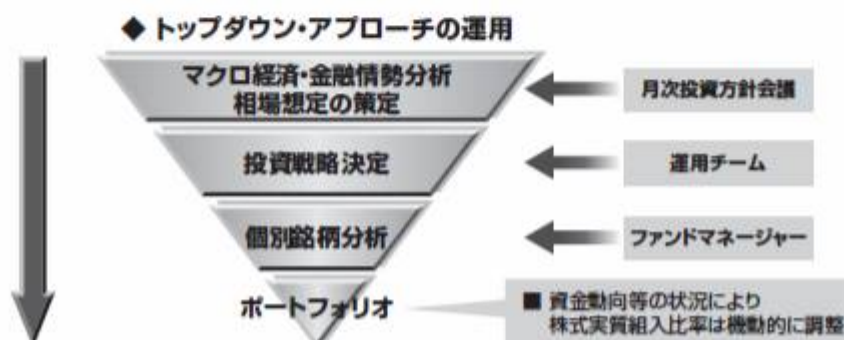 ◆ トップダウン・アプローチの運用
マクロ経済・金融情勢分析
相場想定の策定
月次投資方針会議
投資戦略決定
運用チーム
個別銘柄分析
ファンドマネージャー
ポートフォリオ
■ 資金動向等の状況により
株式実質組入比率は機動的に調整